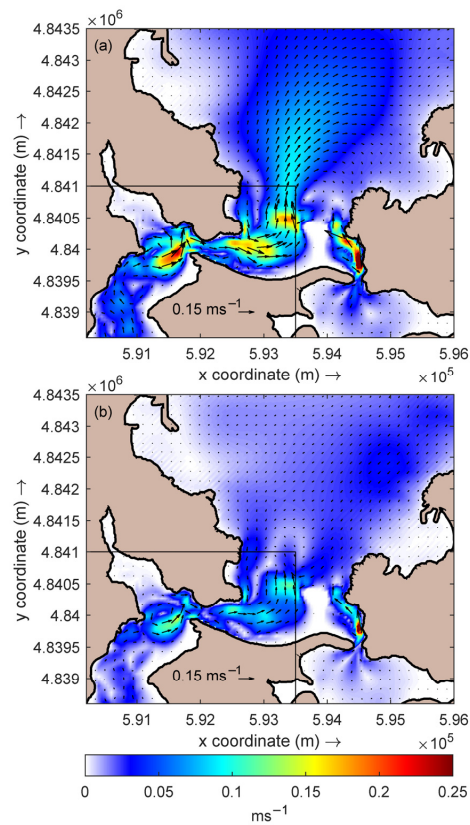 × 10⁶
4.8435
(a)
4.843
4.8425
4.842
4.8415
4.841
4.8405
4.84
4.8395
4.839
y coordinate (m) →
0.15 ms⁻¹
5.91 5.92 5.93 5.94 5.95 5.96
x coordinate (m) → ×10⁵
× 10⁶
4.8435
(b)
4.843
4.8425
4.842
4.8415
4.841
4.8405
4.84
4.8395
4.839
y coordinate (m) →
0.15 ms⁻¹
5.91 5.92 5.93 5.94 5.95 5.96
x coordinate (m) → ×10⁵
0 0.05 0.1 0.15 0.2 0.25
ms⁻¹